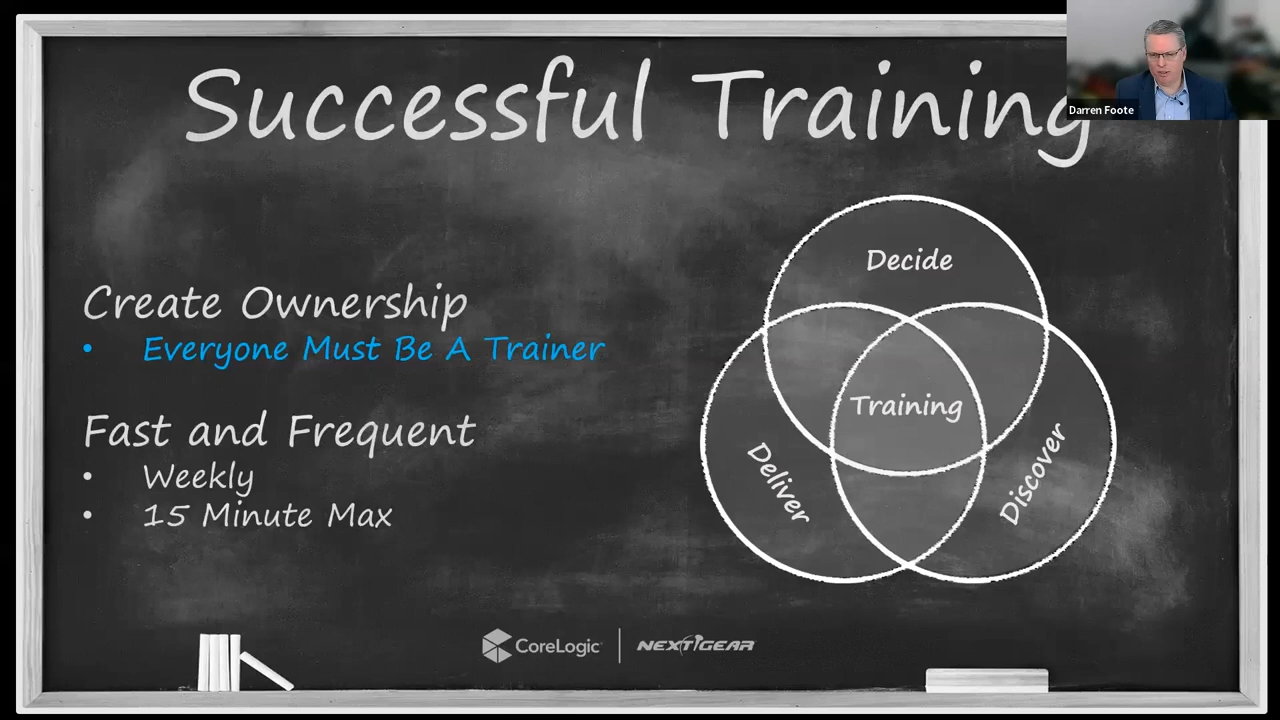 Successful Training
Darren Foote
Create Ownership
• Everyone Must Be A Trainer
Fast and Frequent
• Weekly
• 15 Minute Max
Decide
Training
Deliver
Discover
CoreLogic
NEXTGEAR